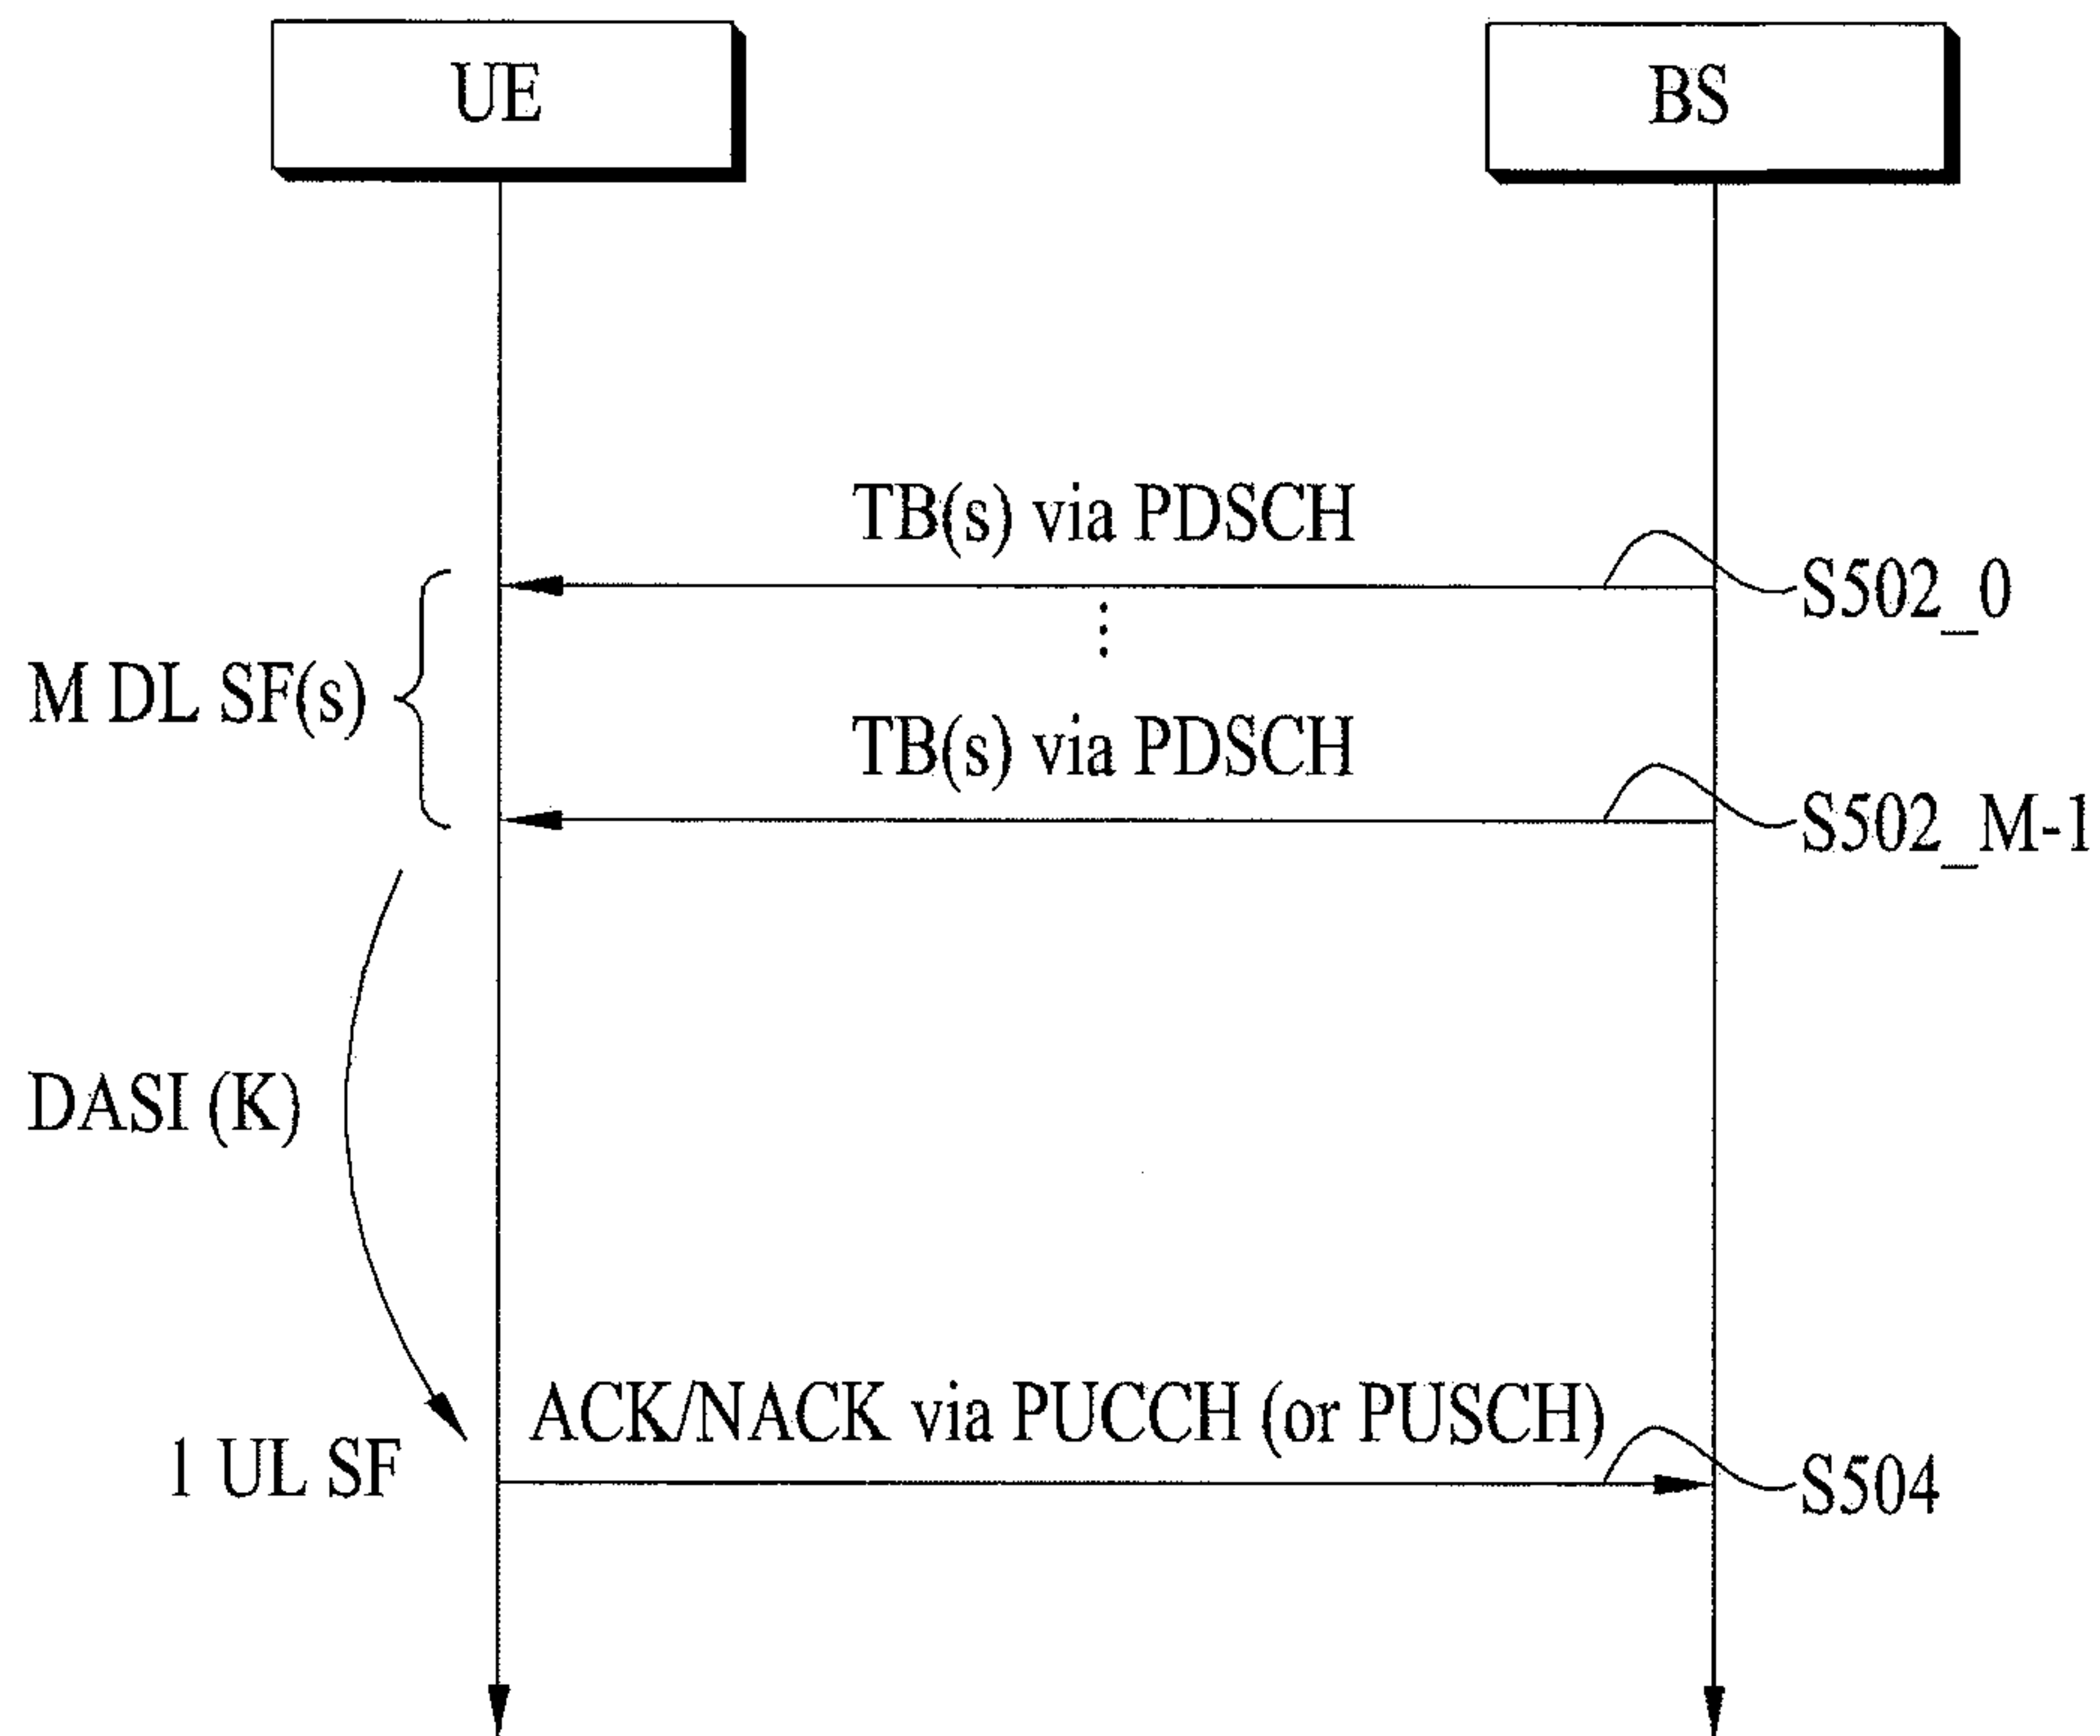 UE
BS
TB(s) via PDSCH
S502_0
M DL SF(s)
TB(s) via PDSCH
S502_M-1
DASI (K)
ACK/NACK via PUCCH (or PUSCH)
1 UL SF
S504